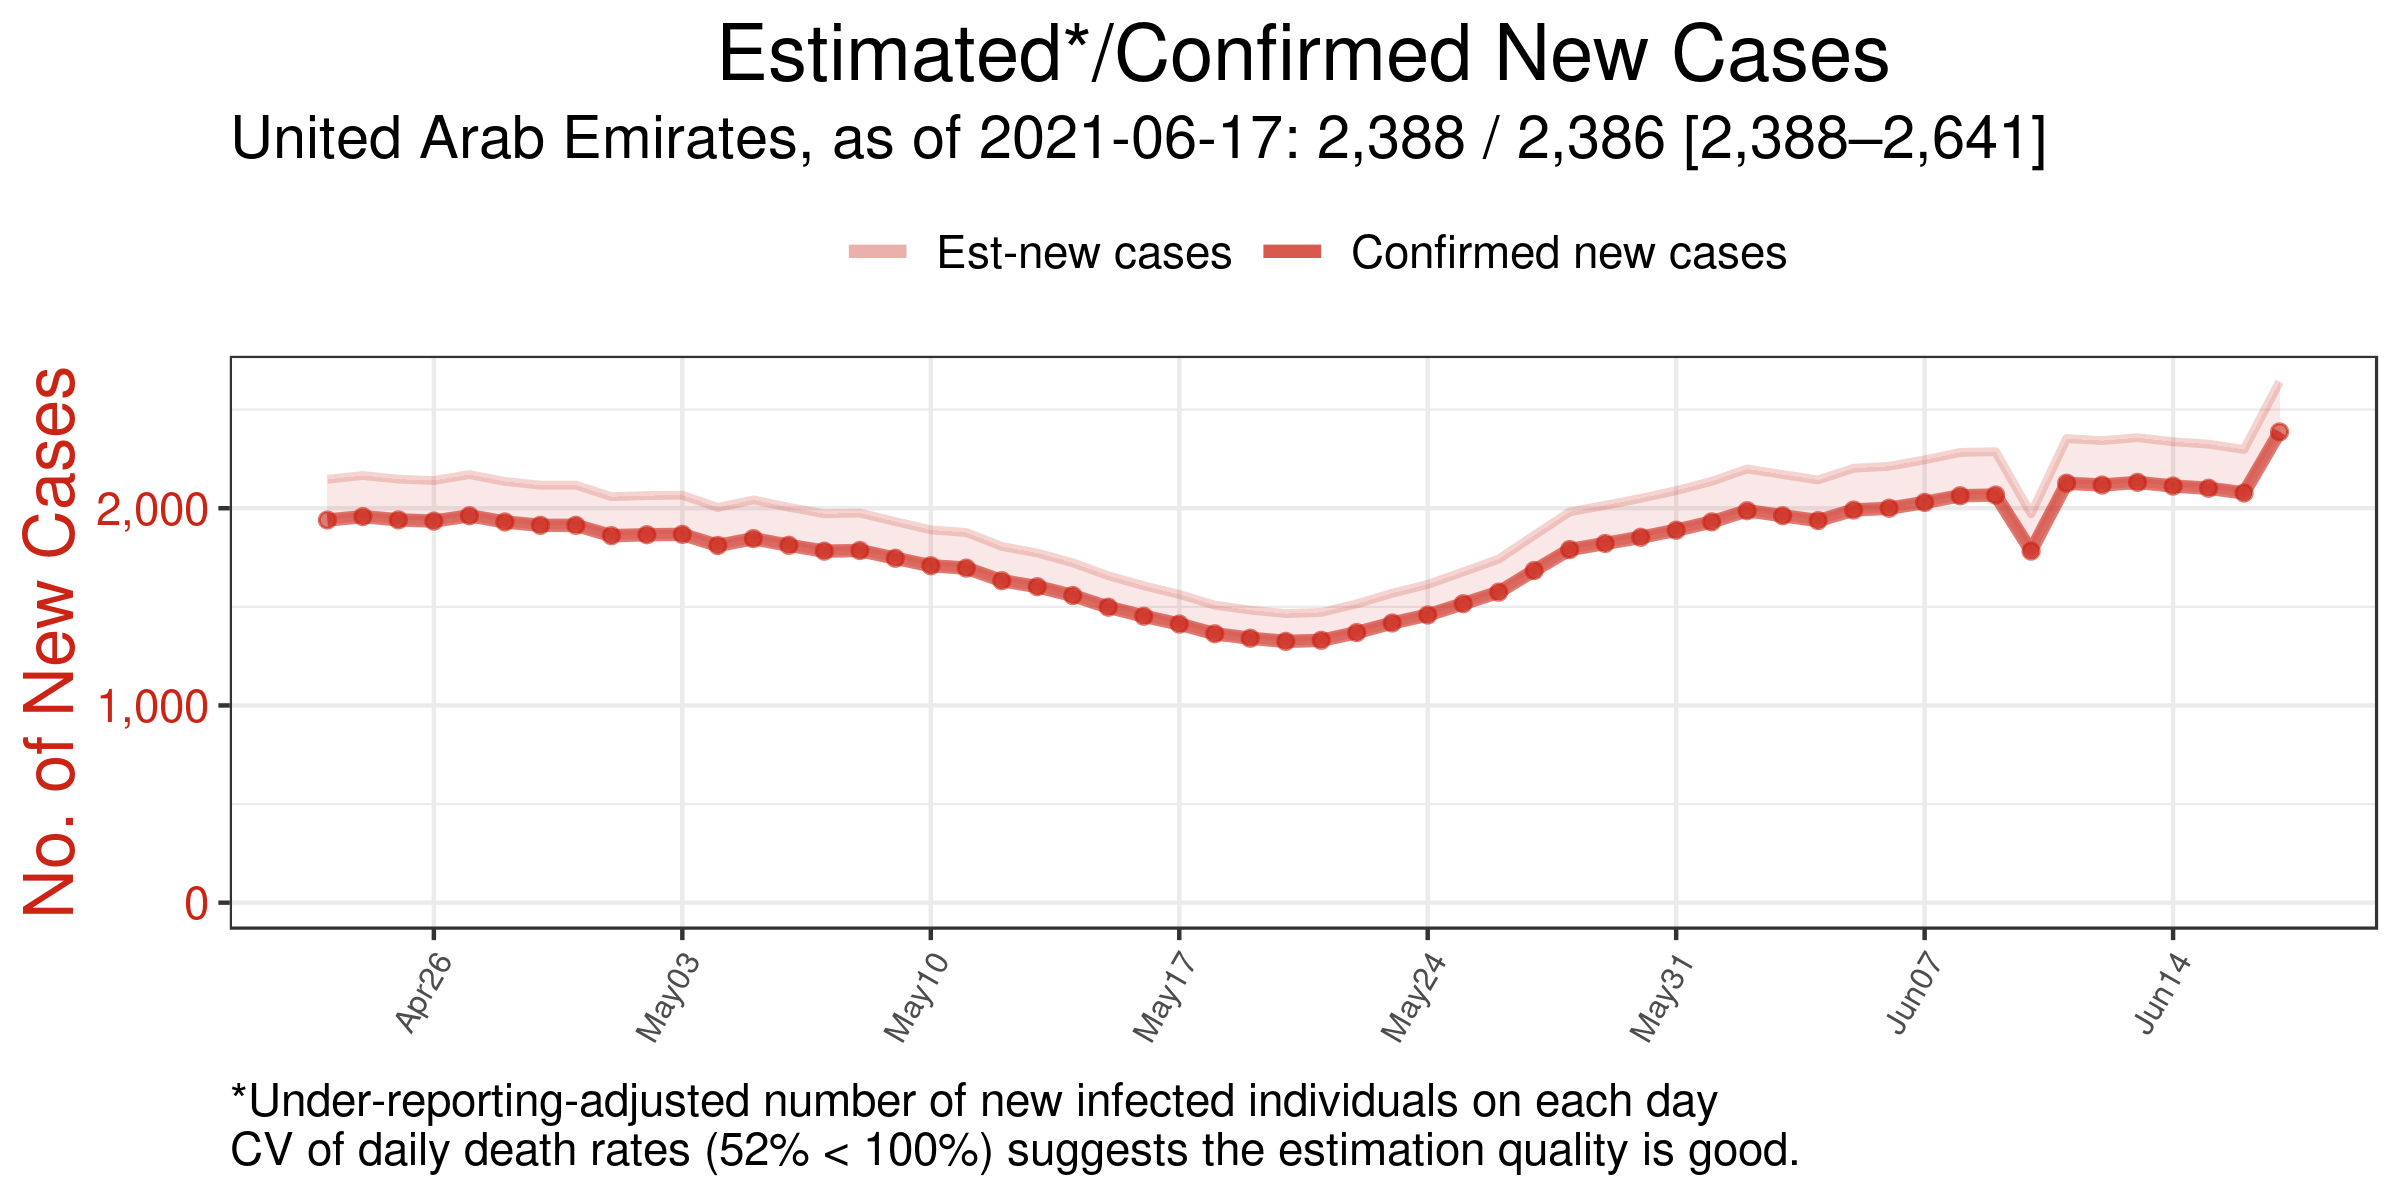 Estimated*/Confirmed New Cases
United Arab Emirates, as of 2021-06-17: 2,388 / 2,386 [2,388–2,641]
Est-new cases
Confirmed new cases
No. of New Cases
2,000
1,000
0
Apr26
May03
May10
May17
May24
May31
Jun07
Jun14
*Under-reporting-adjusted number of new infected individuals on each day
CV of daily death rates (52% < 100%) suggests the estimation quality is good.